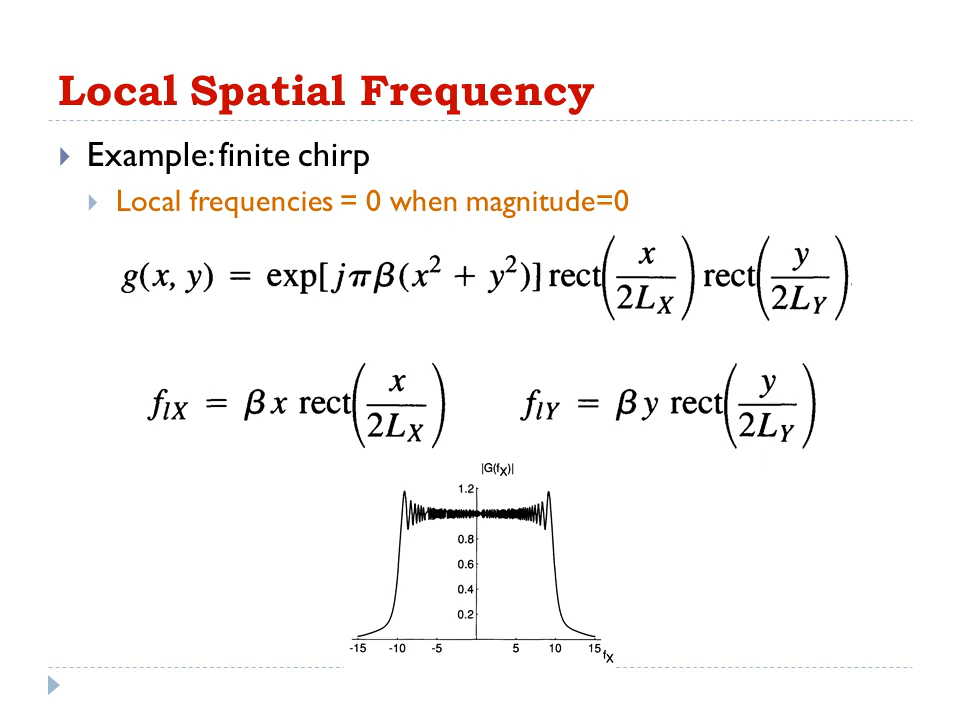 Local Spatial Frequency
Example: finite chirp
Local frequencies = 0 when magnitude=0
g(x, y) = exp[jπβ(x² + y²)] rect(x/2L_X) rect(y/2L_Y)
f_lX = βx rect(x/2L_X) f_lY = βy rect(y/2L_Y)
|G(f_X)|
1.2
0.8
0.6
0.4
0.2
-15 -10 -5 5 10 15 f_X